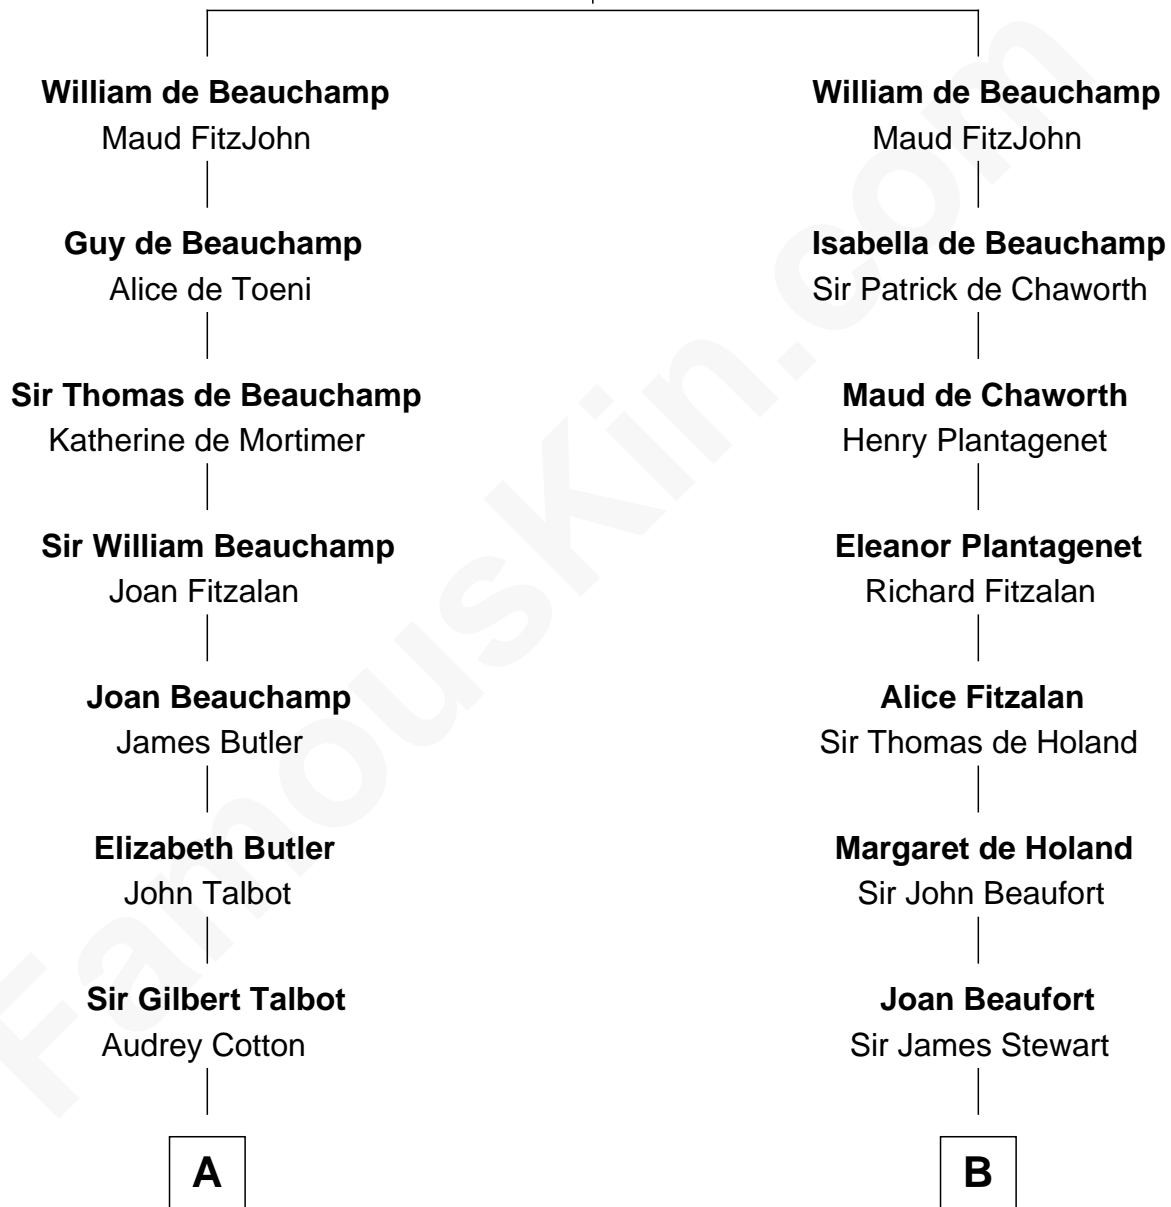 William de Beauchamp
Maud FitzJohn
Guy de Beauchamp
Alice de Toeni
Sir Thomas de Beauchamp
Katherine de Mortimer
Sir William Beauchamp
Joan Fitzalan
Joan Beauchamp
James Butler
Elizabeth Butler
John Talbot
Sir Gilbert Talbot
Audrey Cotton
A
William de Beauchamp
Maud FitzJohn
Isabella de Beauchamp
Sir Patrick de Chaworth
Maud de Chaworth
Henry Plantagenet
Eleanor Plantagenet
Richard Fitzalan
Alice Fitzalan
Sir Thomas de Holand
Margaret de Holand
Sir John Beaufort
Joan Beaufort
Sir James Stewart
B
FamousKin.com